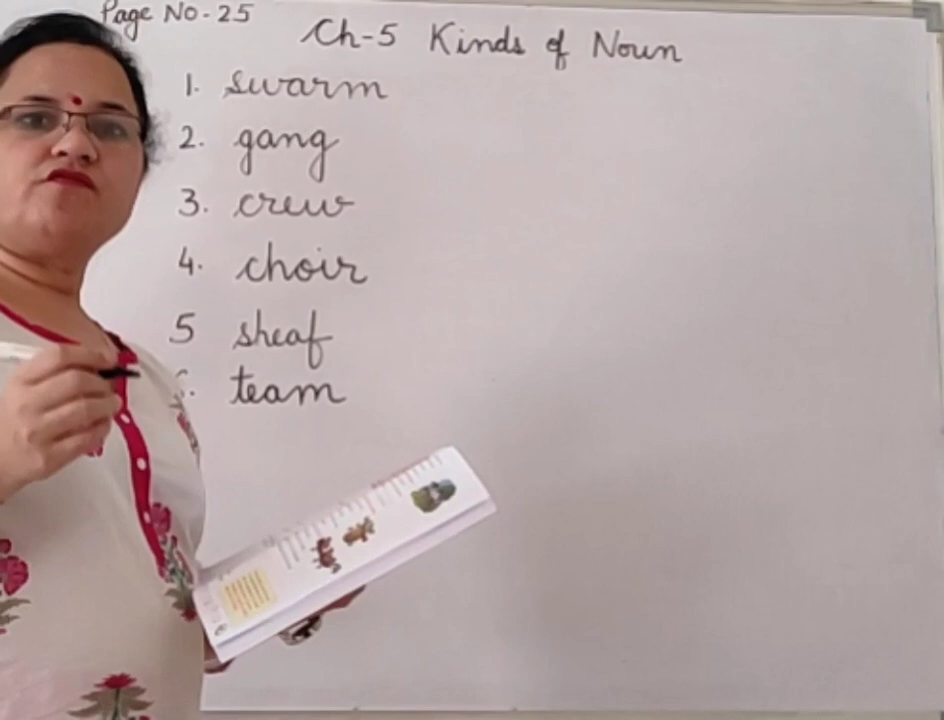 Page No-25
Ch-5 Kinds of Noun
1. swarm
2. gang
3. crew
4. choir
5 sheaf
6. team